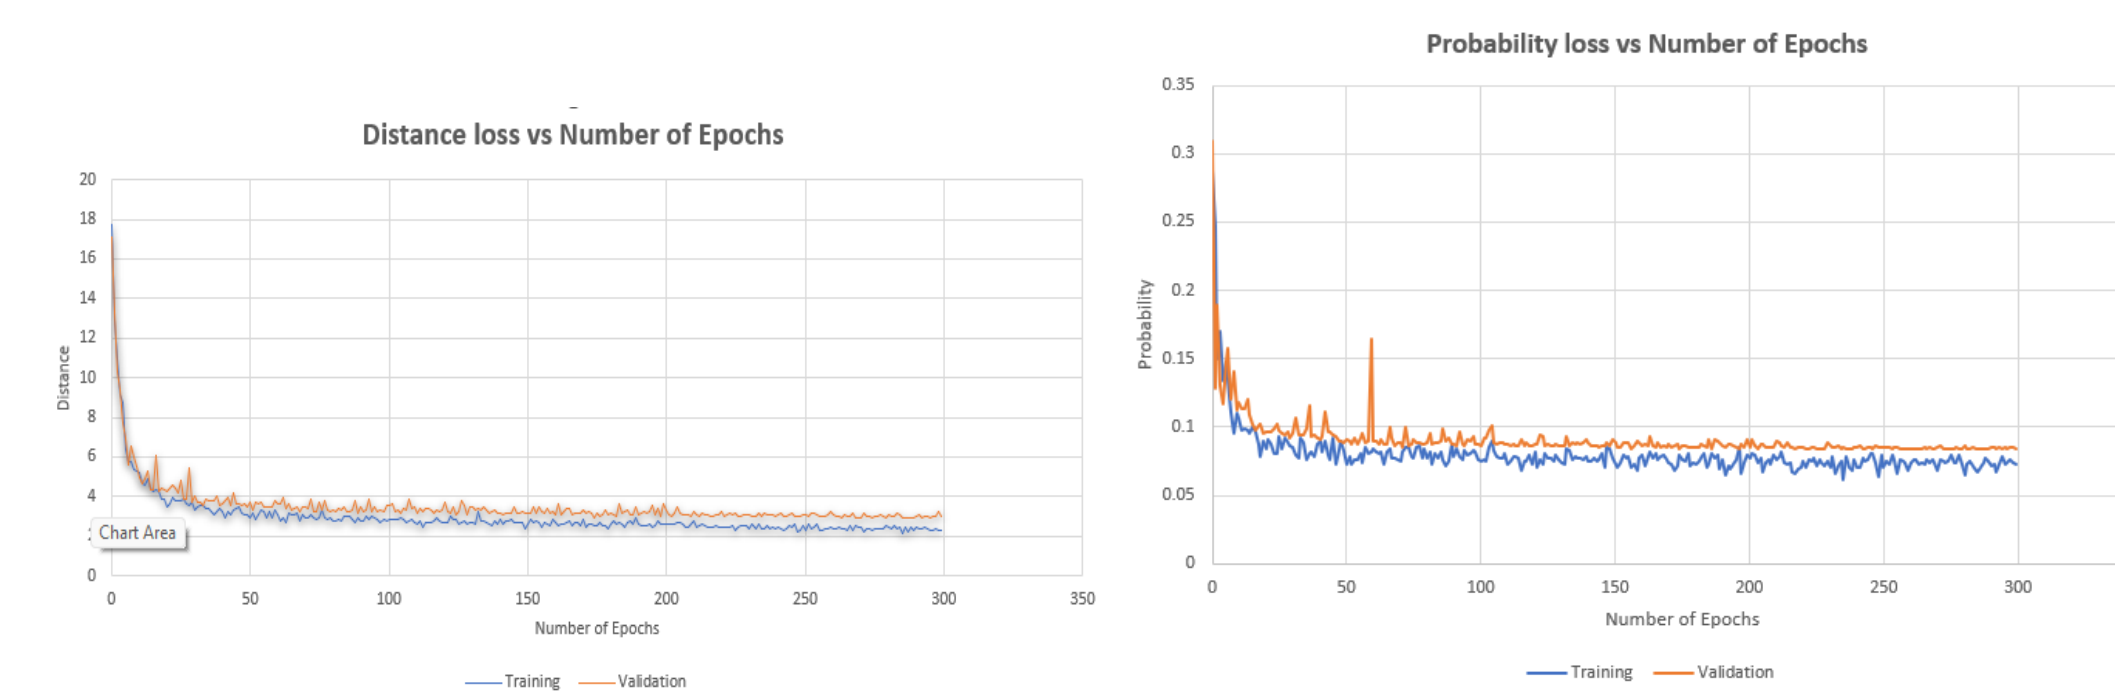 Distance loss vs Number of Epochs
20
18
16
14
12
10
8
6
4
2
0
Distance
Chart Area
0 50 100 150 200 250 300 350
Number of Epochs
Training Validation
Probability loss vs Number of Epochs
0.35
0.3
0.25
0.2
0.15
0.1
0.05
0
Probability
0 50 100 150 200 250 300
Number of Epochs
Training Validation